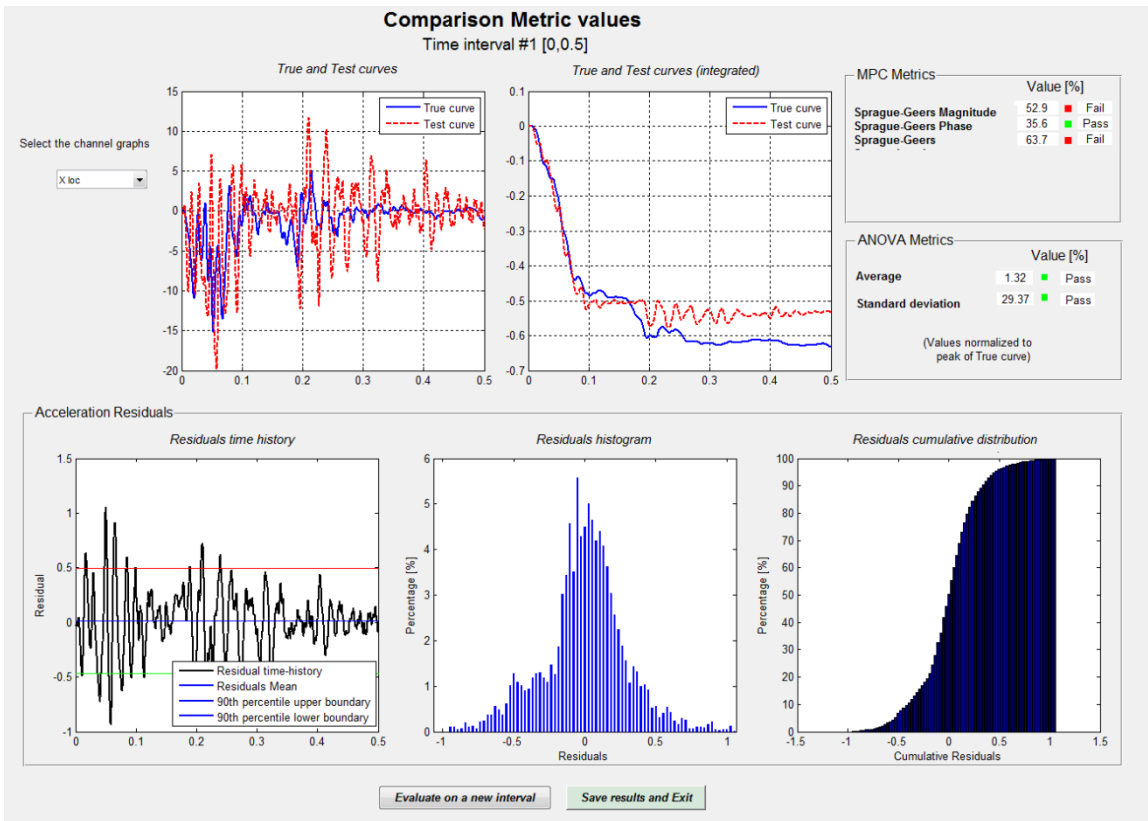 Comparison Metric values
Time interval #1 [0,0.5]
True and Test curves
True and Test curves (integrated)
Select the channel graphs
X loc
15
10
5
0
-5
-10
-15
-20
0
0.1
0.2
0.3
0.4
0.5
True curve
Test curve
0.1
0
-0.1
-0.2
-0.3
-0.4
-0.5
-0.6
-0.7
0
0.1
0.2
0.3
0.4
0.5
True curve
Test curve
MPC Metrics
Value [%]
Sprague-Geers Magnitude 52.9 Fail
Sprague-Geers Phase 35.6 Pass
Sprague-Geers 63.7 Fail
ANOVA Metrics
Value [%]
Average 1.32 Pass
Standard deviation 29.37 Pass
(Values normalized to
peak of True curve)
Acceleration Residuals
Residuals time history
Residual
1.5
1
0.5
0
-0.5
-1
0
0.1
0.2
0.3
0.4
0.5
Residual time-history
Residuals Mean
90th percentile upper boundary
90th percentile lower boundary
Residuals histogram
Percentage [%]
6
5
4
3
2
1
0
-1
-0.5
0
0.5
1
Residuals
Residuals cumulative distribution
Percentage [%]
100
90
80
70
60
50
40
30
20
10
0
-1.5
-1
-0.5
0
0.5
1
1.5
Cumulative Residuals
Evaluate on a new interval
Save results and Exit